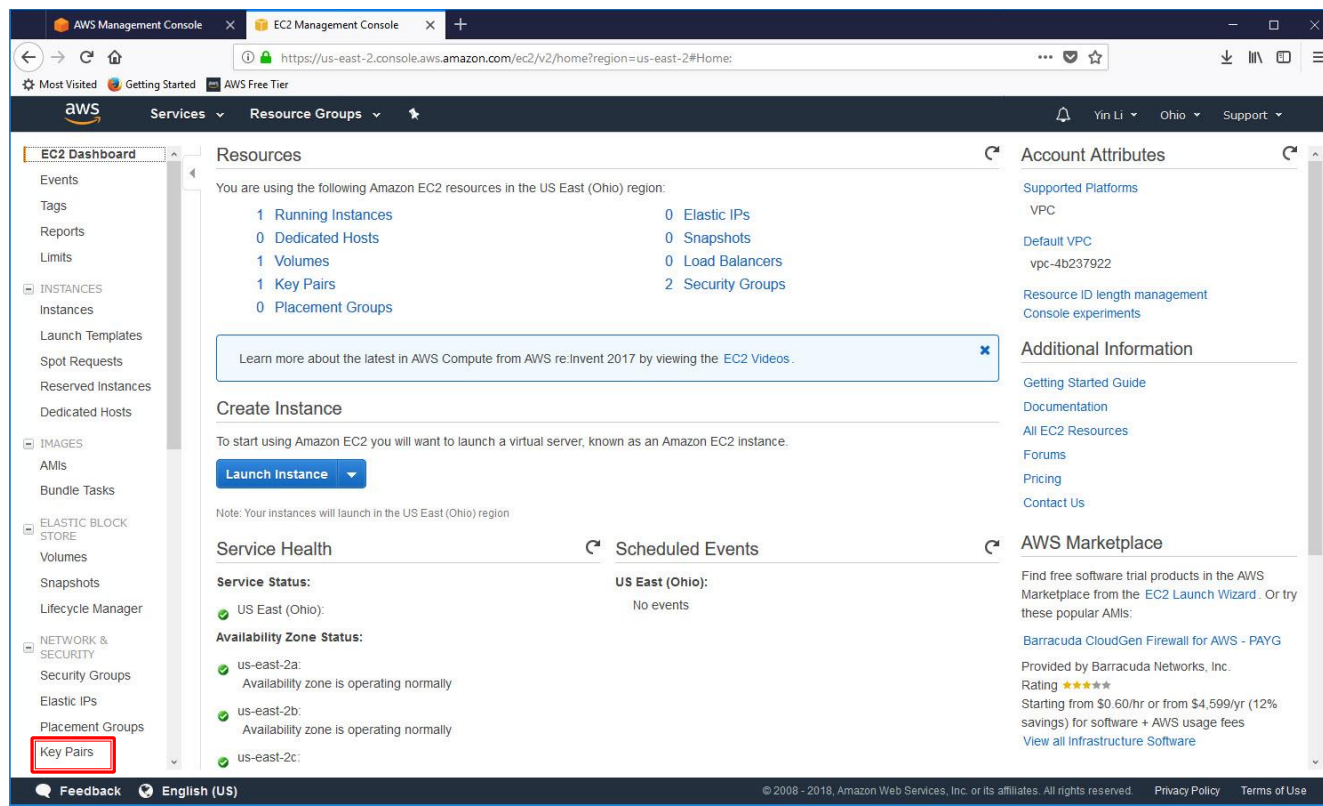 AWS Management Console
EC2 Management Console
https://us-east-2.console.aws.amazon.com/ec2/v2/home?region=us-east-2#Home:
Most Visited Getting Started AWS Free Tier
aws Services Resource Groups Yin Li Ohio Support
EC2 Dashboard
Events
Tags
Reports
Limits
INSTANCES
Instances
Launch Templates
Spot Requests
Reserved Instances
Dedicated Hosts
IMAGES
AMIs
Bundle Tasks
ELASTIC BLOCK
STORE
Volumes
Snapshots
Lifecycle Manager
NETWORK &
SECURITY
Security Groups
Elastic IPs
Placement Groups
Key Pairs
Resources
You are using the following Amazon EC2 resources in the US East (Ohio) region:
1 Running Instances
0 Dedicated Hosts
1 Volumes
1 Key Pairs
0 Placement Groups
0 Elastic IPs
0 Snapshots
0 Load Balancers
2 Security Groups
Learn more about the latest in AWS Compute from AWS re:Invent 2017 by viewing the EC2 Videos.
Create Instance
To start using Amazon EC2 you will want to launch a virtual server, known as an Amazon EC2 instance.
Launch Instance
Note: Your instances will launch in the US East (Ohio) region
Service Health
Service Status:
US East (Ohio):
Availability Zone Status:
us-east-2a:
Availability zone is operating normally
us-east-2b:
Availability zone is operating normally
us-east-2c:
Scheduled Events
US East (Ohio):
No events
Account Attributes
Supported Platforms
VPC
Default VPC
vpc-4b237922
Resource ID length management
Console experiments
Additional Information
Getting Started Guide
Documentation
All EC2 Resources
Forums
Pricing
Contact Us
AWS Marketplace
Find free software trial products in the AWS
Marketplace from the EC2 Launch Wizard. Or try
these popular AMIs:
Barracuda CloudGen Firewall for AWS - PAYG
Provided by Barracuda Networks, Inc.
Rating
Starting from $0.60/hr or from $4,599/yr (12%
savings) for software + AWS usage fees
View all Infrastructure Software
Feedback English (US)
© 2008 - 2018, Amazon Web Services, Inc. or its affiliates. All rights reserved. Privacy Policy Terms of Use